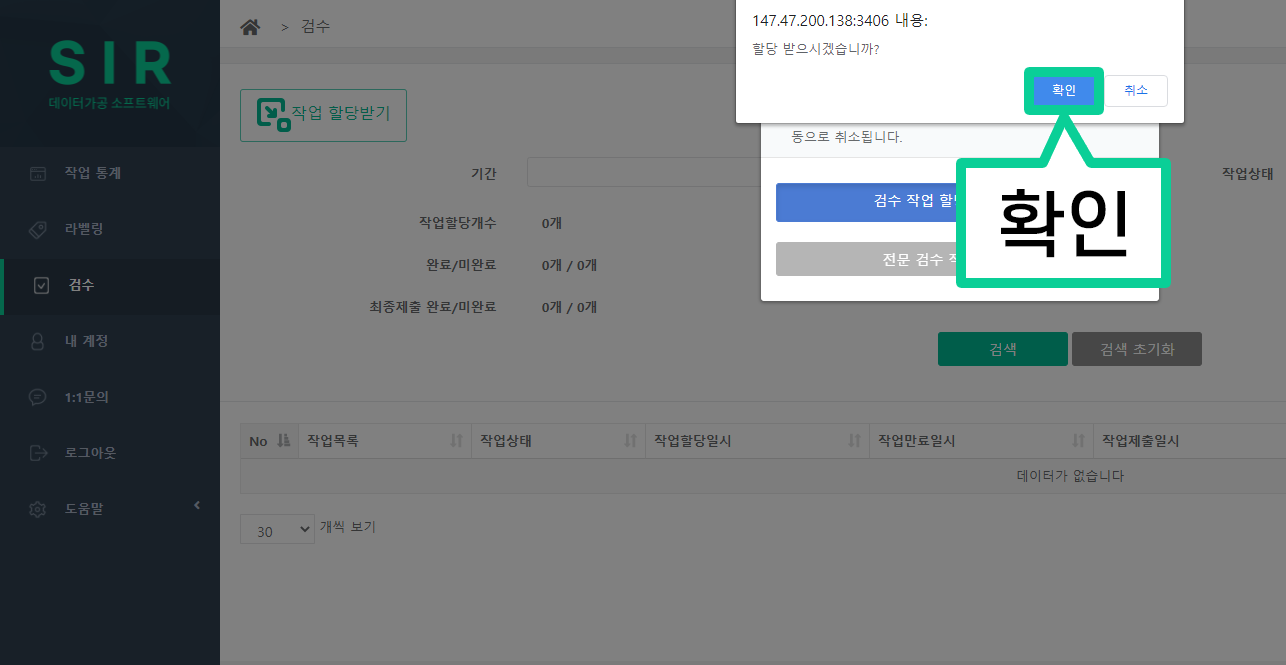 SIR
데이터가공 소프트웨어
작업 통계
라벨링
검수
내 계정
1:1문의
로그아웃
도움말
> 검수
147.47.200.138:3406 내용:
할당 받으시겠습니까?
확인 취소
확인
동으로 취소됩니다.
검수 작업 할
전문 검수
작업 할당받기
기간
작업상태
작업할당개수 0개
완료/미완료 0개 / 0개
최종제출 완료/미완료 0개 / 0개
검색 검색 초기화
No 작업목록 작업상태 작업할당일시 작업만료일시 작업제출일시
데이터가 없습니다
30 개씩 보기